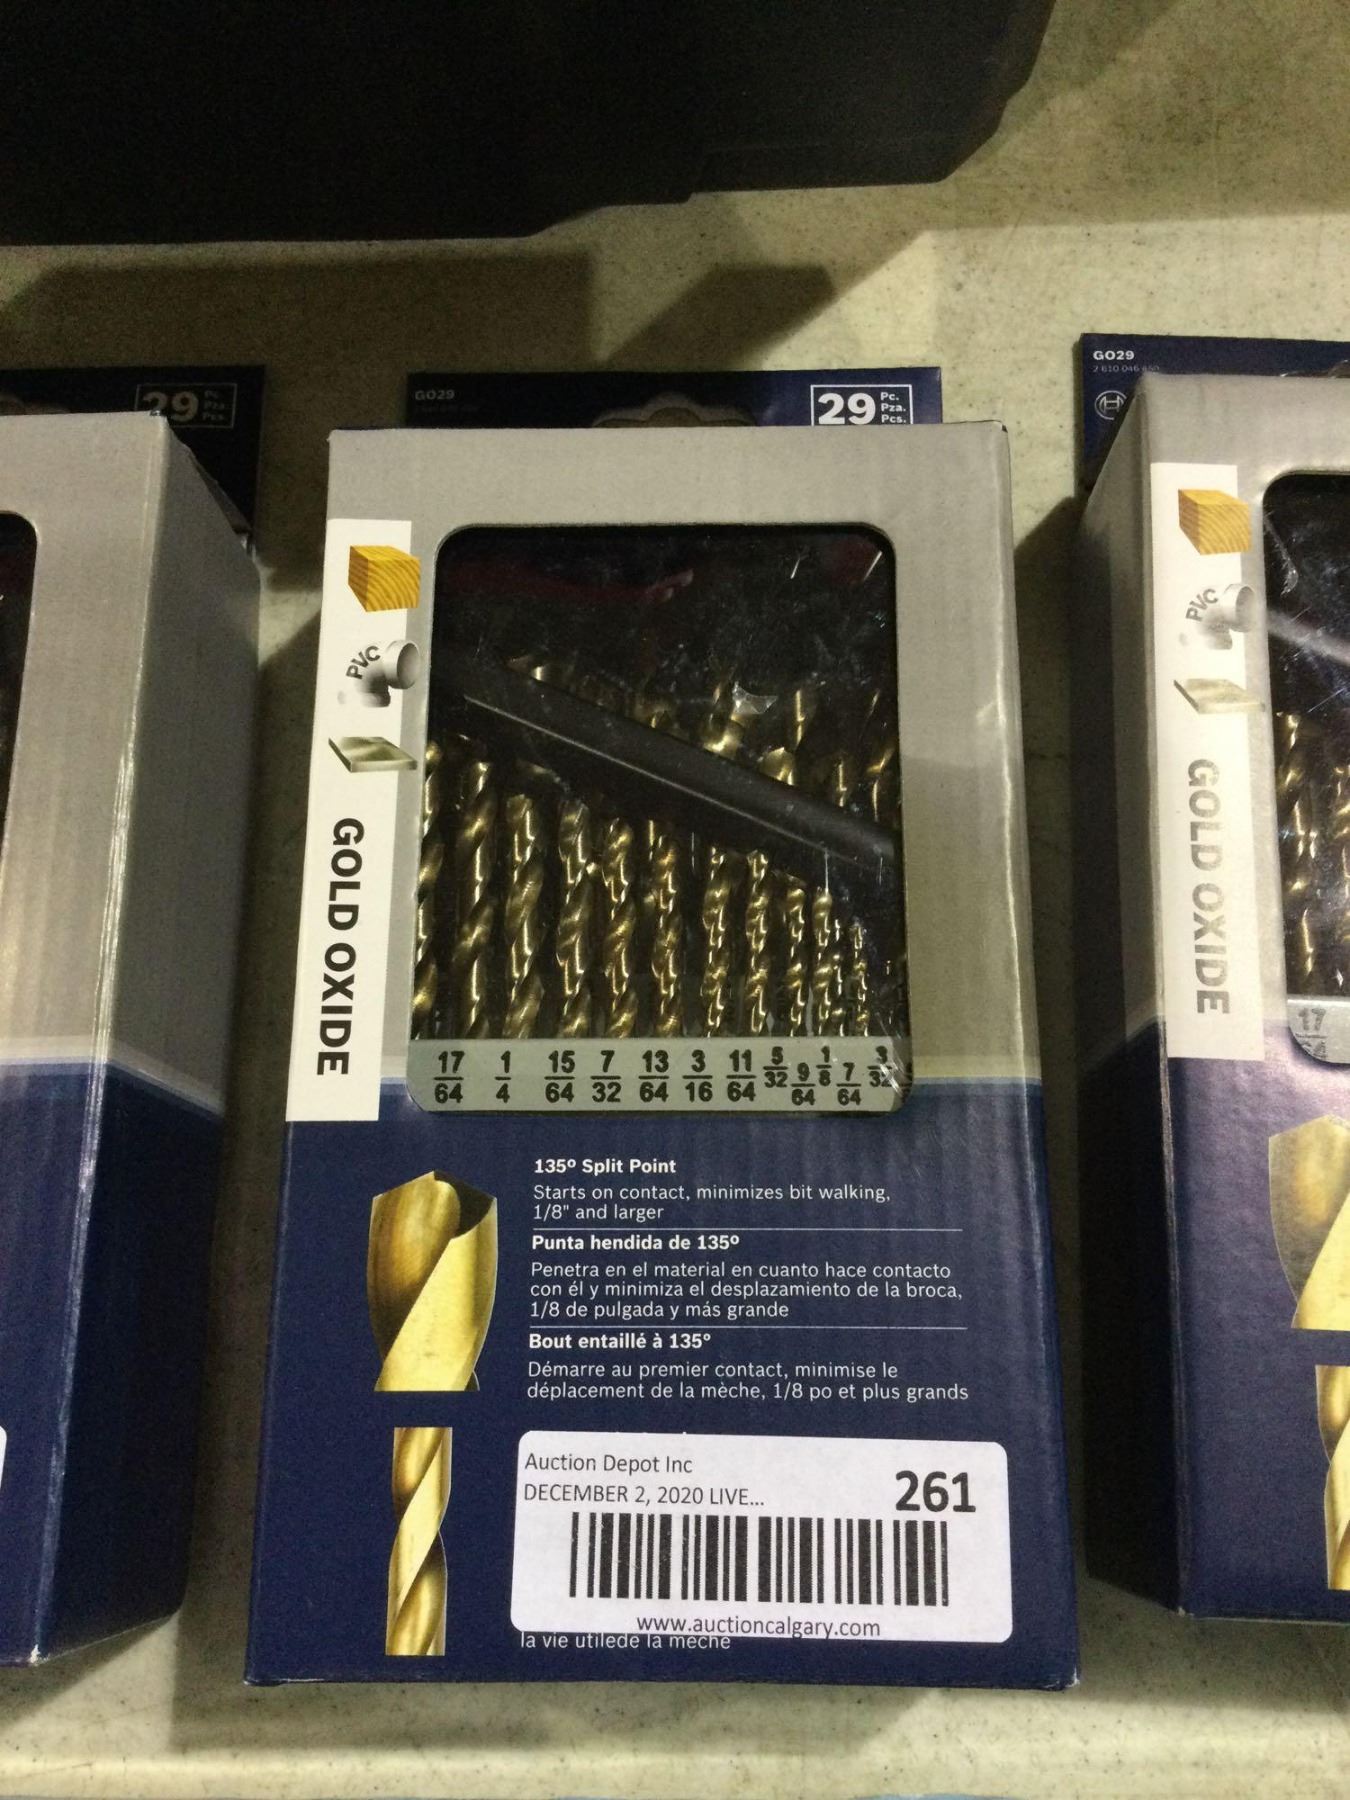 29 Pc.
Pza.
Pcs.
GO29
29 Pc.
Pza.
Pcs.
GO29
2 610 046
PVC
GOLD OXIDE
17/64 1/4 15/64 7/32 13/64 3/16 11/64 5/32 9/64 1/8 7/64 3/32
135º Split Point
Starts on contact, minimizes bit walking,
1/8" and larger
Punta hendida de 135º
Penetra en el material en cuanto hace contacto
con él y minimiza el desplazamiento de la broca,
1/8 de pulgada y más grande
Bout entaillé à 135º
Démarre au premier contact, minimise le
déplacement de la mèche, 1/8 po et plus grands
Auction Depot Inc
DECEMBER 2, 2020 LIVE...
261
www.auctioncalgary.com
la vie utilede la mèche
PVC
GOLD OXIDE
17